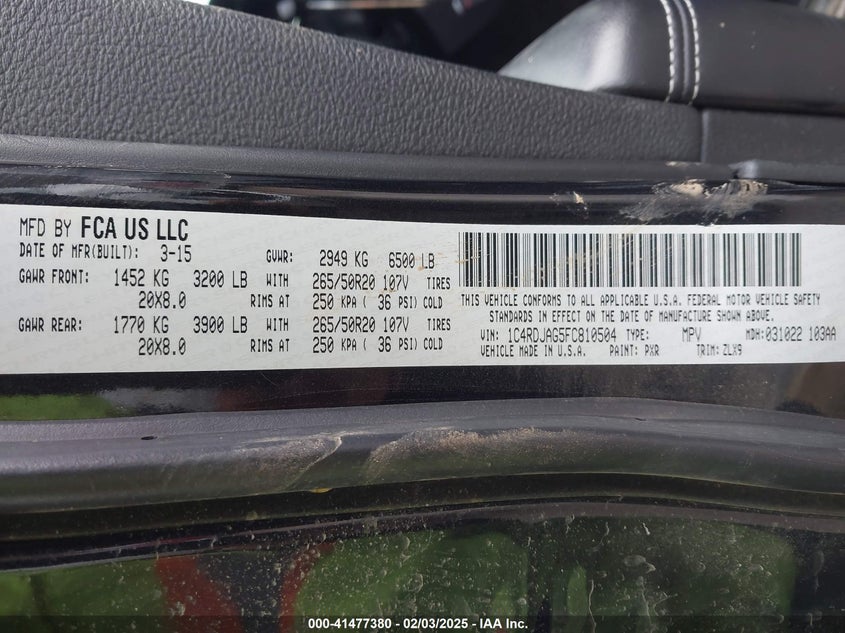 MFD BY FCA US LLC
DATE OF MFR(BUILT): 3-15 GVWR: 2949 KG 6500 LB
GAWR FRONT: 1452 KG 3200 LB WITH 265/50R20 107V TIRES
20X8.0 RIMS AT 250 KPA ( 36 PSI) COLD
GAWR REAR: 1770 KG 3900 LB WITH 265/50R20 107V TIRES
20X8.0 RIMS AT 250 KPA ( 36 PSI) COLD
THIS VEHICLE CONFORMS TO ALL APPLICABLE U.S.A. FEDERAL MOTOR VEHICLE SAFETY
STANDARDS IN EFFECT ON THE DATE OF MANUFACTURE SHOWN ABOVE.
VIN: 1C4RDJAG5FC810504 TYPE: MPV MDH: 031022 103AA
VEHICLE MADE IN U.S.A. PAINT: PXR TRIM: ZLX9
000-41477380 - 02/03/2025 - IAA Inc.